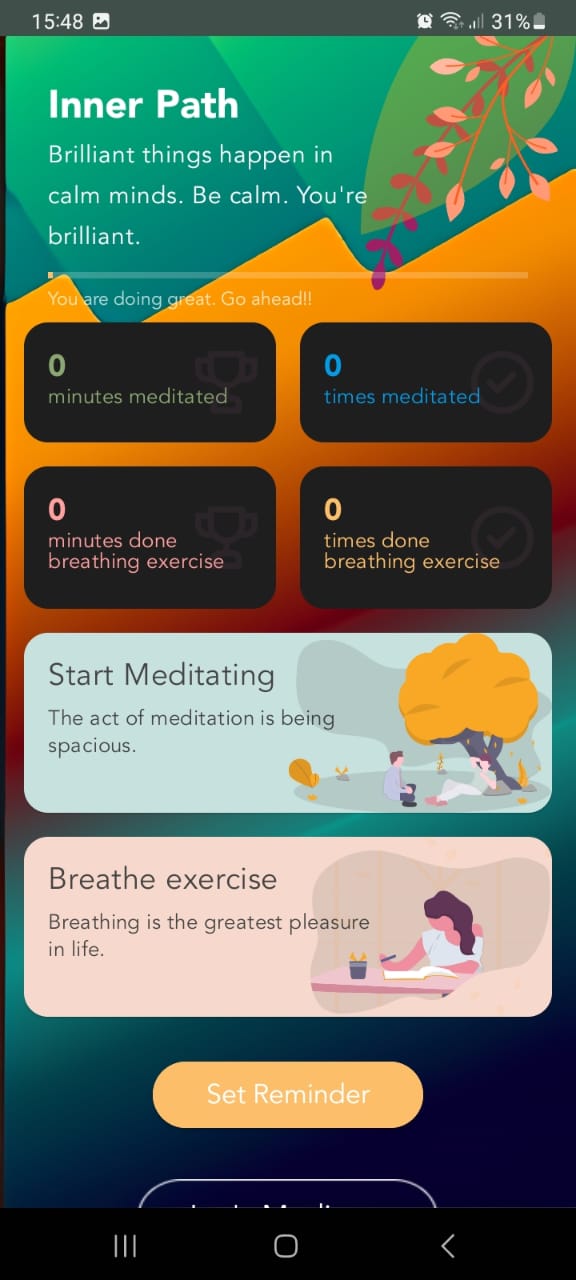 15:48
31%
Inner Path
Brilliant things happen in
calm minds. Be calm. You're
brilliant.
You are doing great. Go ahead!!
0
minutes meditated
0
times meditated
0
minutes done
breathing exercise
0
times done
breathing exercise
Start Meditating
The act of meditation is being
spacious.
Breathe exercise
Breathing is the greatest pleasure
in life.
Set Reminder